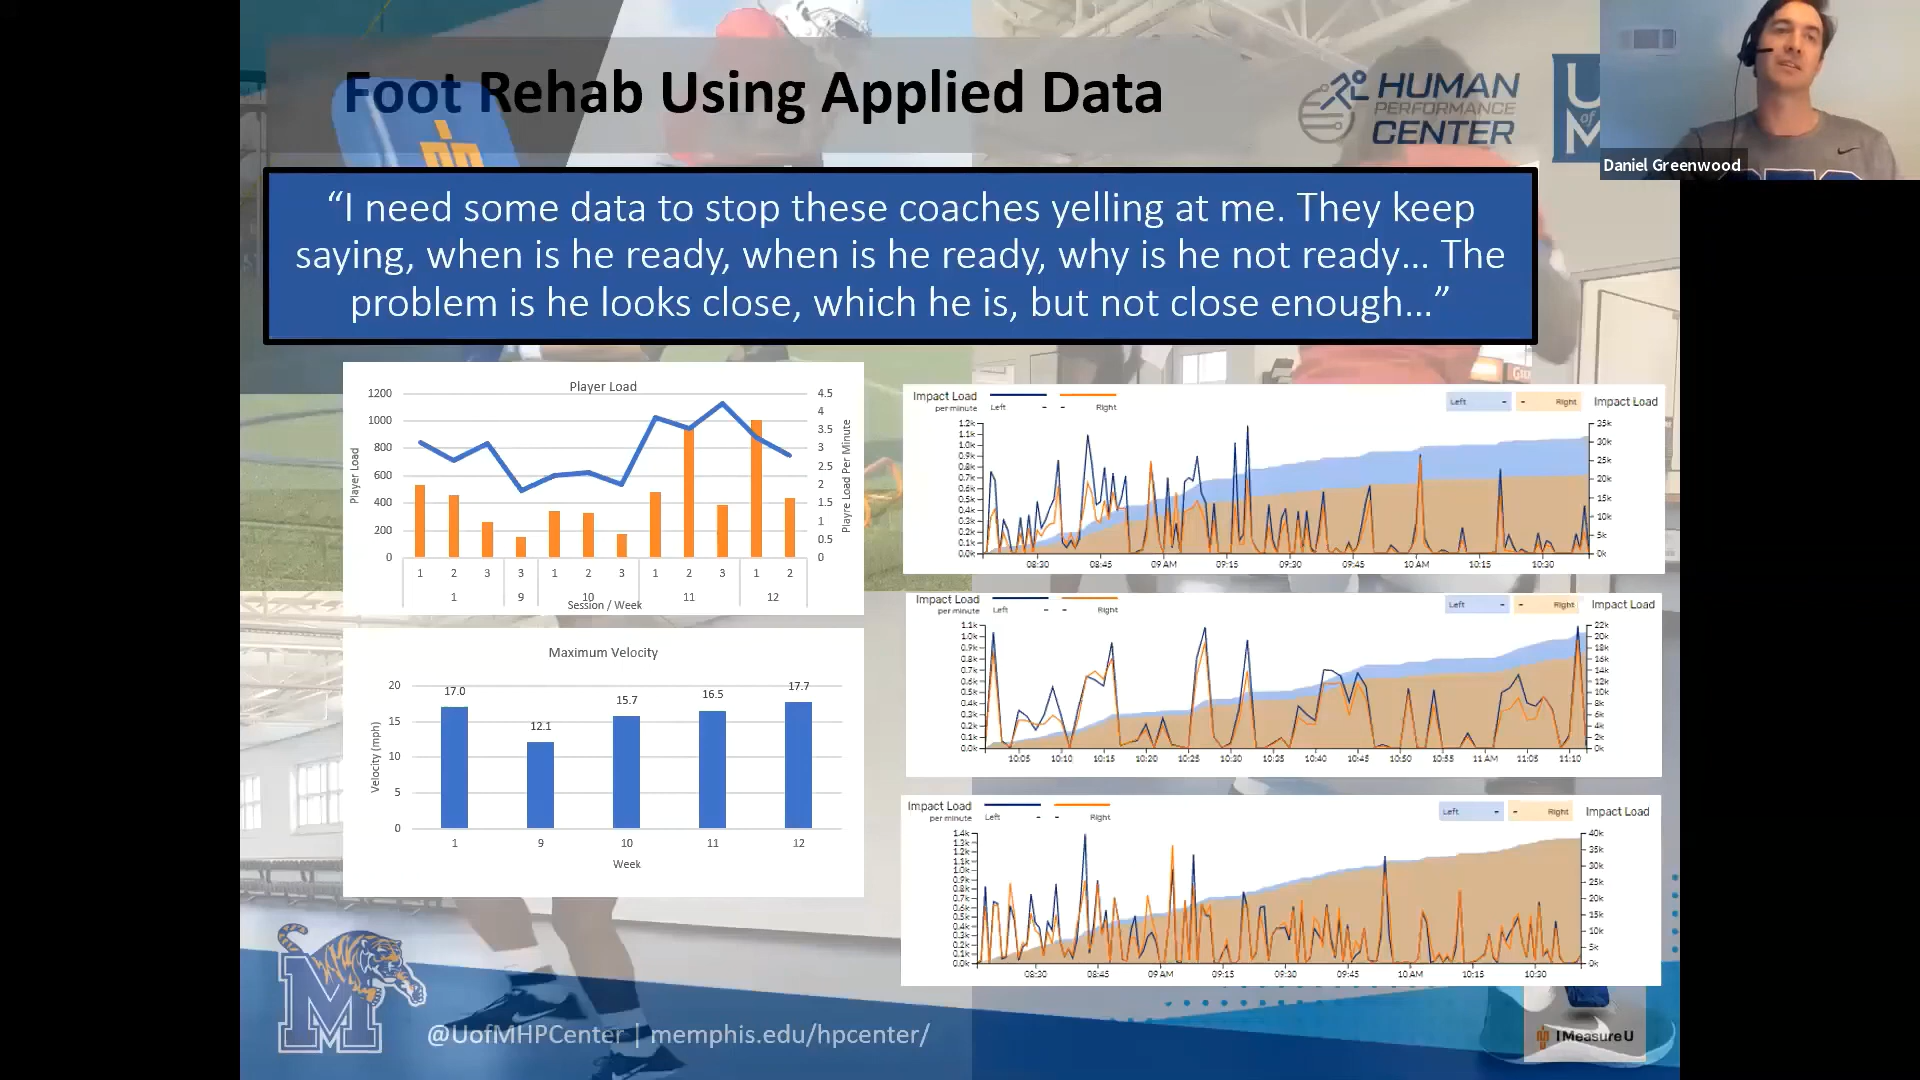 Foot Rehab Using Applied Data
HUMAN
PERFORMANCE
CENTER
U
of
M
Daniel Greenwood
“I need some data to stop these coaches yelling at me. They keep
saying, when is he ready, when is he ready, why is he not ready... The
problem is he looks close, which he is, but not close enough...”
Player Load
1200
1000
800
600
400
200
0
Player Load
4.5
4
3.5
3
2.5
2
1.5
1
0.5
0
Playre Load Per Minute
1 2 3 3 1 2 3 1 2 3 1 2
1 9 10 11 12
Session / Week
Maximum Velocity
20
15
10
5
0
Velocity (mph)
17.0 12.1 15.7 16.5 17.7
1 9 10 11 12
Week
Impact Load
per minute
Left - - Right
Left - - Right
Impact Load
1.2k
1.1k
1.0k
0.9k
0.8k
0.7k
0.6k
0.5k
0.4k
0.3k
0.2k
0.1k
0.0k
35k
30k
25k
20k
15k
10k
5k
0k
08:30 08:45 09 AM 09:15 09:30 09:45 10 AM 10:15 10:30
Impact Load
per minute
Left - - Right
Left - - Right
Impact Load
1.1k
1.0k
0.9k
0.8k
0.7k
0.6k
0.5k
0.4k
0.3k
0.2k
0.1k
0.0k
22k
20k
18k
16k
14k
12k
10k
8k
6k
4k
2k
0k
10:05 10:10 10:15 10:20 10:25 10:30 10:35 10:40 10:45 10:50 10:55 11 AM 11:05 11:10
Impact Load
per minute
Left - - Right
Left - - Right
Impact Load
1.4k
1.2k
1.1k
1.0k
0.9k
0.8k
0.7k
0.6k
0.5k
0.4k
0.3k
0.2k
0.1k
0.0k
40k
35k
30k
25k
20k
15k
10k
5k
0k
08:30 08:45 09 AM 09:15 09:30 09:45 10 AM 10:15 10:30
M
@UofMHPCenter | memphis.edu/hpcenter/
I Measure U